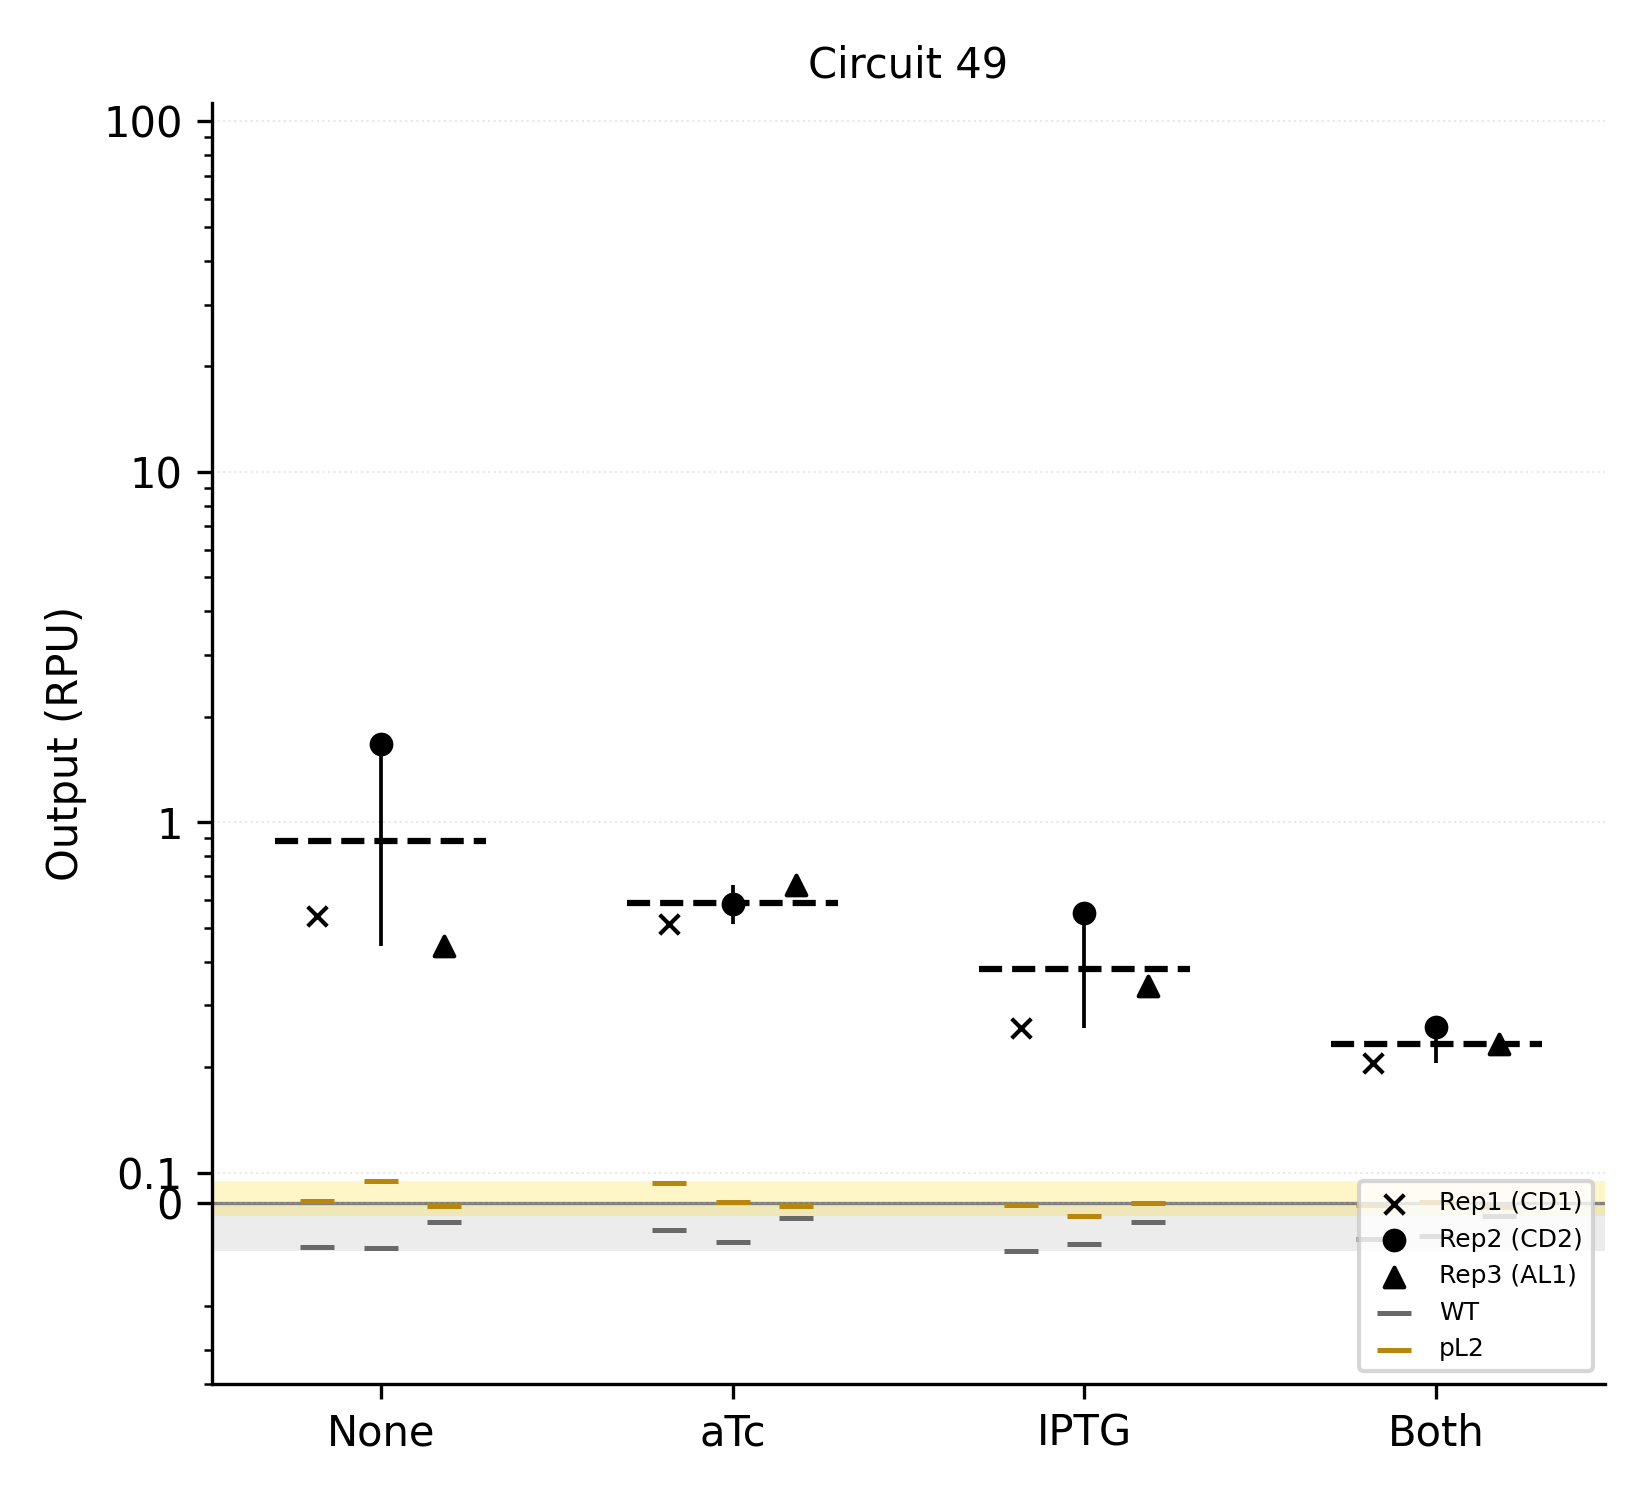 Circuit 49
100
10
1
0.1
0
Output (RPU)
None
aTc
IPTG
Both
Rep1 (CD1)
Rep2 (CD2)
Rep3 (AL1)
WT
pL2